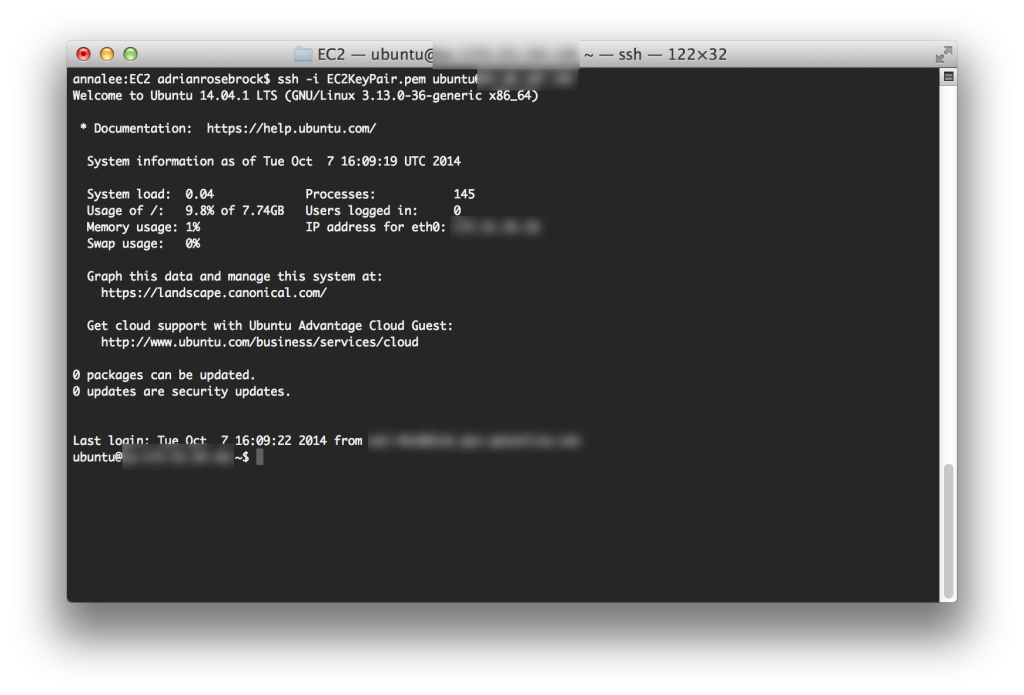 EC2 — ubuntu@ ~ — ssh — 122×32
annalee:EC2 adrianrosebrock$ ssh -i EC2KeyPair.pem ubuntu@
Welcome to Ubuntu 14.04.1 LTS (GNU/Linux 3.13.0-36-generic x86_64)
* Documentation:  https://help.ubuntu.com/
System information as of Tue Oct  7 16:09:19 UTC 2014
System load:  0.04 Processes: 145
Usage of /:   9.8% of 7.74GB Users logged in: 0
Memory usage: 1% IP address for eth0:
Swap usage:   0%
Graph this data and manage this system at:
https://landscape.canonical.com/
Get cloud support with Ubuntu Advantage Cloud Guest:
http://www.ubuntu.com/business/services/cloud
0 packages can be updated.
0 updates are security updates.
Last login: Tue Oct  7 16:09:22 2014 from
ubuntu@ ~$